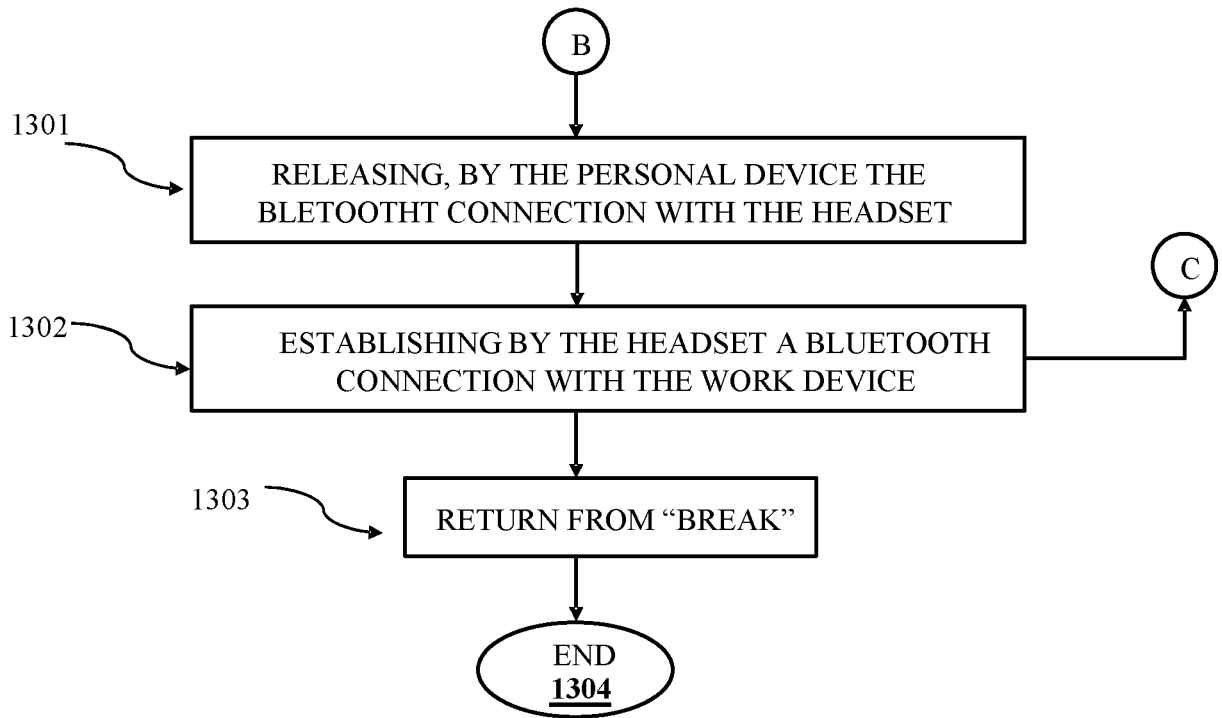 B
1301
RELEASING, BY THE PERSONAL DEVICE THE
BLETOOTHT CONNECTION WITH THE HEADSET
C
1302
ESTABLISHING BY THE HEADSET A BLUETOOTH
CONNECTION WITH THE WORK DEVICE
1303
RETURN FROM “BREAK”
END
1304